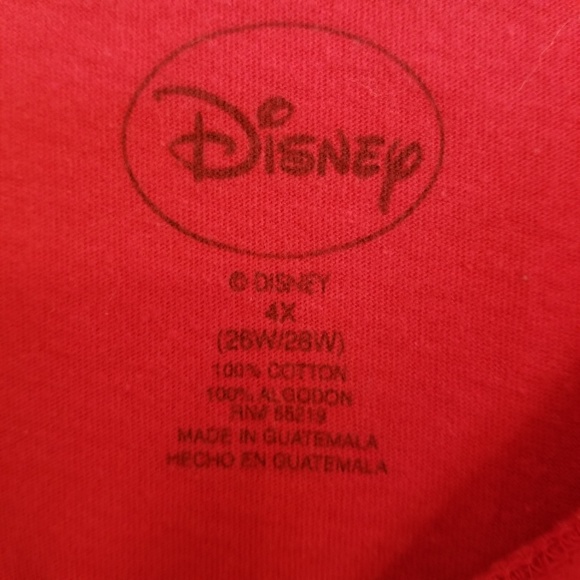 Disney
© DISNEY
4X
(26W/28W)
100% COTTON
100% ALGODON
RN# 55219
MADE IN GUATEMALA
HECHO EN GUATEMALA